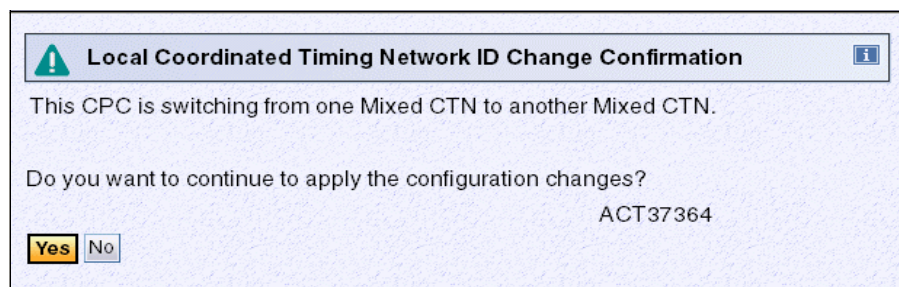 Local Coordinated Timing Network ID Change Confirmation
This CPC is switching from one Mixed CTN to another Mixed CTN.
Do you want to continue to apply the configuration changes?
ACT37364
Yes No